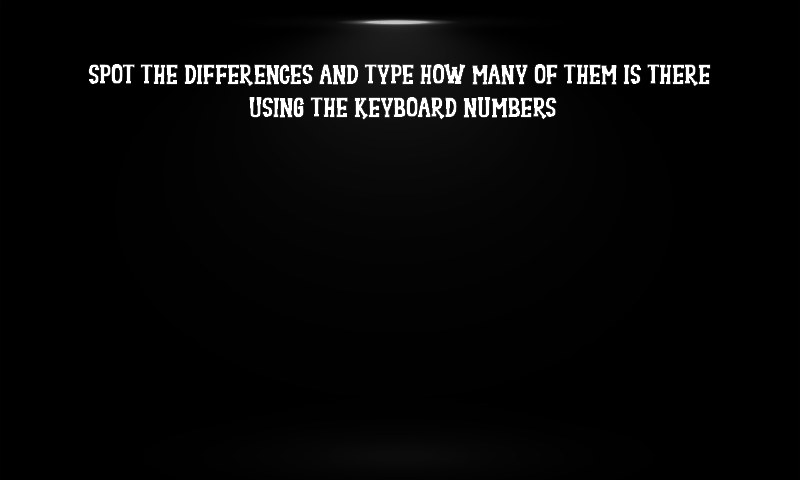 SPOT THE DIFFERENCES AND TYPE HOW MANY OF THEM IS THERE
USING THE KEYBOARD NUMBERS